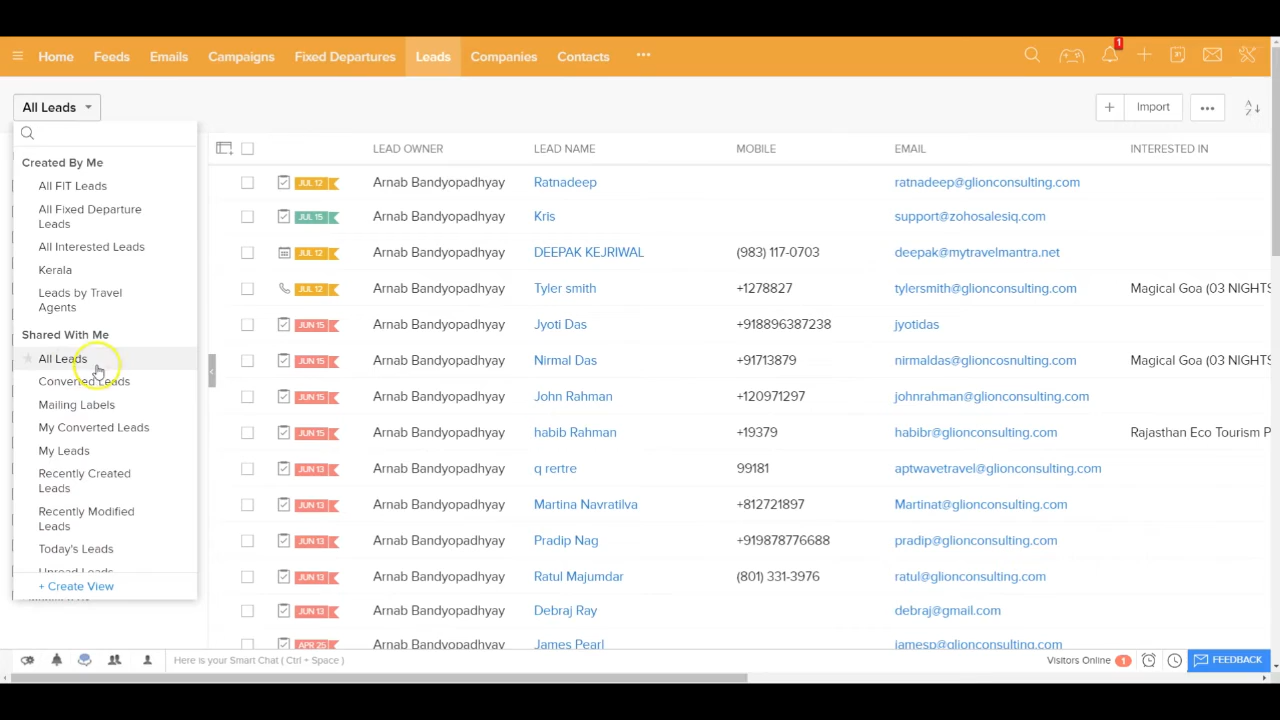 Home Feeds Emails Campaigns Fixed Departures Leads Companies Contacts ••• 1 31
All Leads
+ Import •••
A Z
Created By Me
All FIT Leads
All Fixed Departure
Leads
All Interested Leads
Kerala
Leads by Travel
Agents
Shared With Me
All Leads
Converted Leads
Mailing Labels
My Converted Leads
My Leads
Recently Created
Leads
Recently Modified
Leads
Today's Leads
Unread Leads
+ Create View
LEAD OWNER LEAD NAME MOBILE EMAIL INTERESTED IN
JUL 12 Arnab Bandyopadhyay Ratnadeep ratnadeep@glionconsulting.com
JUL 15 Arnab Bandyopadhyay Kris support@zohosalesiq.com
JUL 12 Arnab Bandyopadhyay DEEPAK KEJRIWAL (983) 117-0703 deepak@mytravelmantra.net
JUL 12 Arnab Bandyopadhyay Tyler smith +1278827 tylersmith@glionconsulting.com Magical Goa (03 NIGHTS
JUN 15 Arnab Bandyopadhyay Jyoti Das +918896387238 jyotidas
JUN 15 Arnab Bandyopadhyay Nirmal Das +91713879 nirmaldas@glioncosnulting.com Magical Goa (03 NIGHTS
JUN 15 Arnab Bandyopadhyay John Rahman +120971297 johnrahman@glionconsulting.com
JUN 15 Arnab Bandyopadhyay habib Rahman +19379 habibr@glionconsulting.com Rajasthan Eco Tourism P
JUN 13 Arnab Bandyopadhyay q rertre 99181 aptwavetravel@glionconsulting.com
JUN 13 Arnab Bandyopadhyay Martina Navratilva +812721897 Martinat@glionconsulting.com
JUN 13 Arnab Bandyopadhyay Pradip Nag +919878776688 pradip@glionconsulting.com
JUN 13 Arnab Bandyopadhyay Ratul Majumdar (801) 331-3976 ratul@glionconsulting.com
JUN 13 Arnab Bandyopadhyay Debraj Ray debraj@gmail.com
APR 25 Arnab Bandyopadhyay James Pearl jamesp@glionconsulting.com
Here is your Smart Chat ( Ctrl + Space ) Visitors Online 1 FEEDBACK